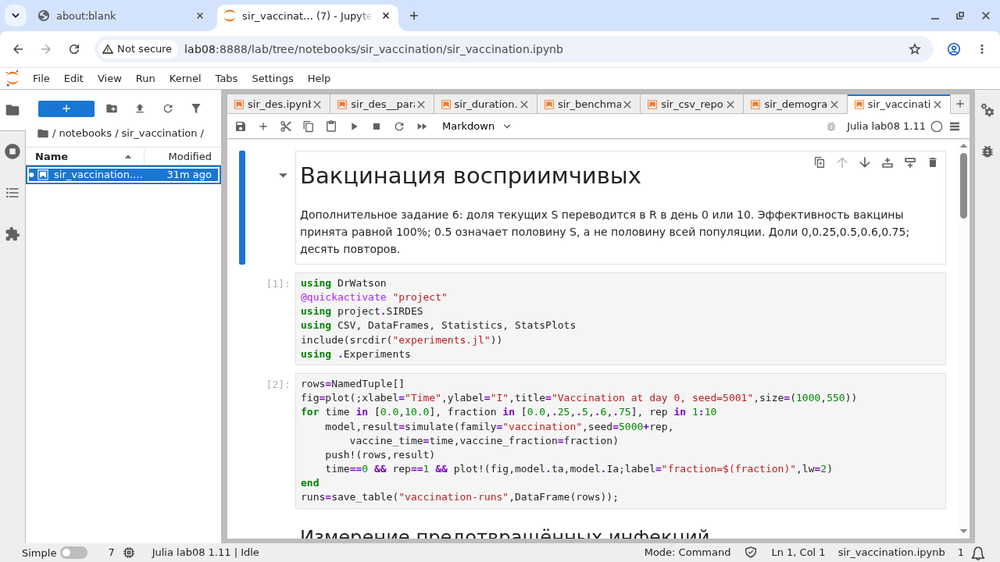 about:blank
sir_vaccinat… (7) - Jupyte
Not secure
lab08:8888/lab/tree/notebooks/sir_vaccination/sir_vaccination.ipynb
File Edit View Run Kernel Tabs Settings Help
+
/ notebooks / sir_vaccination /
Name Modified
sir_vaccination.… 31m ago
sir_des.ipynb sir_des__par sir_duration. sir_benchma sir_csv_repo sir_demogra sir_vaccinati
Markdown
Julia lab08 1.11
Вакцинация восприимчивых
Дополнительное задание 6: доля текущих S переводится в R в день 0 или 10. Эффективность вакцины
принята равной 100%; 0.5 означает половину S, а не половину всей популяции. Доли 0,0.25,0.5,0.6,0.75;
десять повторов.
[1]:
using DrWatson
@quickactivate "project"
using project.SIRDES
using CSV, DataFrames, Statistics, StatsPlots
include(srcdir("experiments.jl"))
using .Experiments
[2]:
rows=NamedTuple[]
fig=plot(;xlabel="Time",ylabel="I",title="Vaccination at day 0, seed=5001",size=(1000,550))
for time in [0.0,10.0], fraction in [0.0,.25,.5,.6,.75], rep in 1:10
    model,result=simulate(family="vaccination",seed=5000+rep,
        vaccine_time=time,vaccine_fraction=fraction)
    push!(rows,result)
    time==0 && rep==1 && plot!(fig,model.ta,model.Ia;label="fraction=$(fraction)",lw=2)
end
runs=save_table("vaccination-runs",DataFrame(rows));
Измерение предотвращённых инфекций
Simple 7 Julia lab08 1.11 | Idle
Mode: Command Ln 1, Col 1 sir_vaccination.ipynb 1